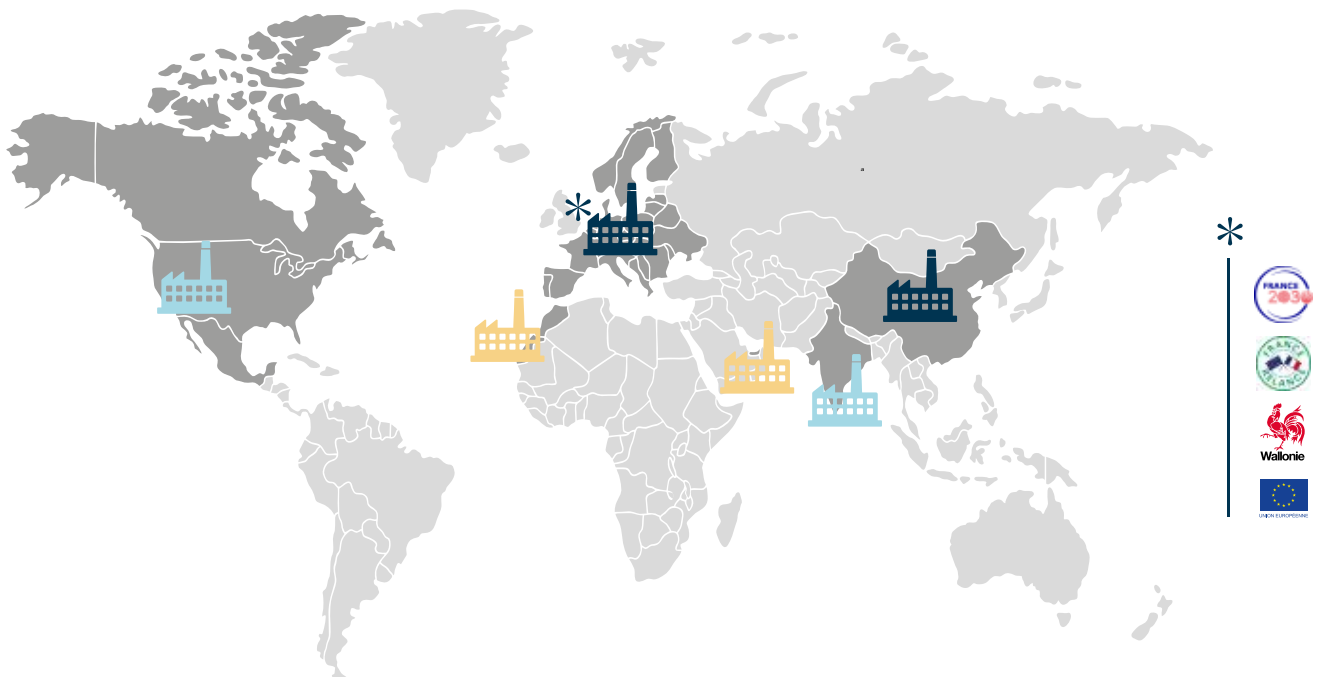 *
*
FRANCE
2030
FRANCE
RELANCE
Wallonie
UNION EUROPÉENNE